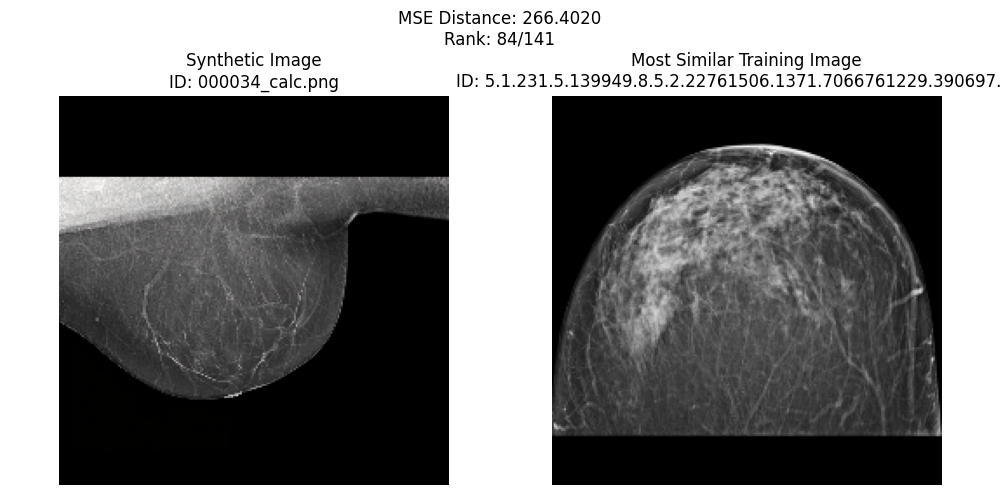 MSE Distance: 266.4020
Rank: 84/141
Synthetic Image
ID: 000034_calc.png
Most Similar Training Image
ID: 5.1.231.5.139949.8.5.2.22761506.1371.7066761229.390697.